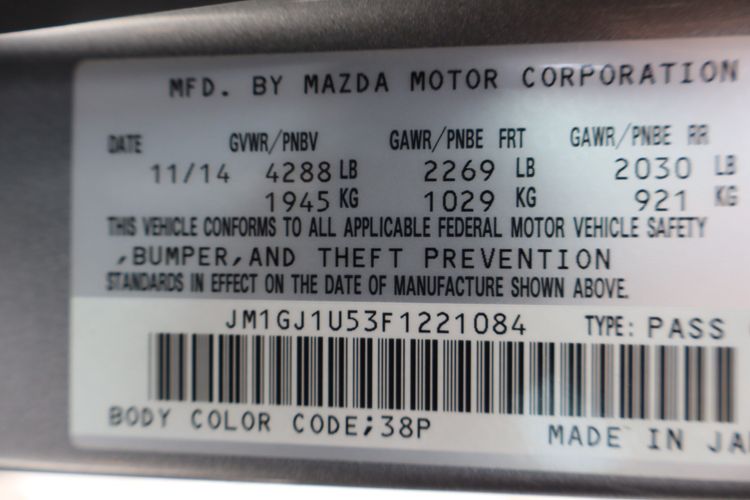 MFD. BY MAZDA MOTOR CORPORATION
DATE GVWR/PNBV GAWR/PNBE FRT GAWR/PNBE RR
11/14 4288 LB 2269 LB 2030 LB
1945 KG 1029 KG 921 KG
THIS VEHICLE CONFORMS TO ALL APPLICABLE FEDERAL MOTOR VEHICLE SAFETY
,BUMPER,AND THEFT PREVENTION
STANDARDS IN EFFECT ON THE DATE OF MANUFACTURE SHOWN ABOVE.
JM1GJ1U53F1221084 TYPE: PASS
BODY COLOR CODE;38P
MADE IN JA